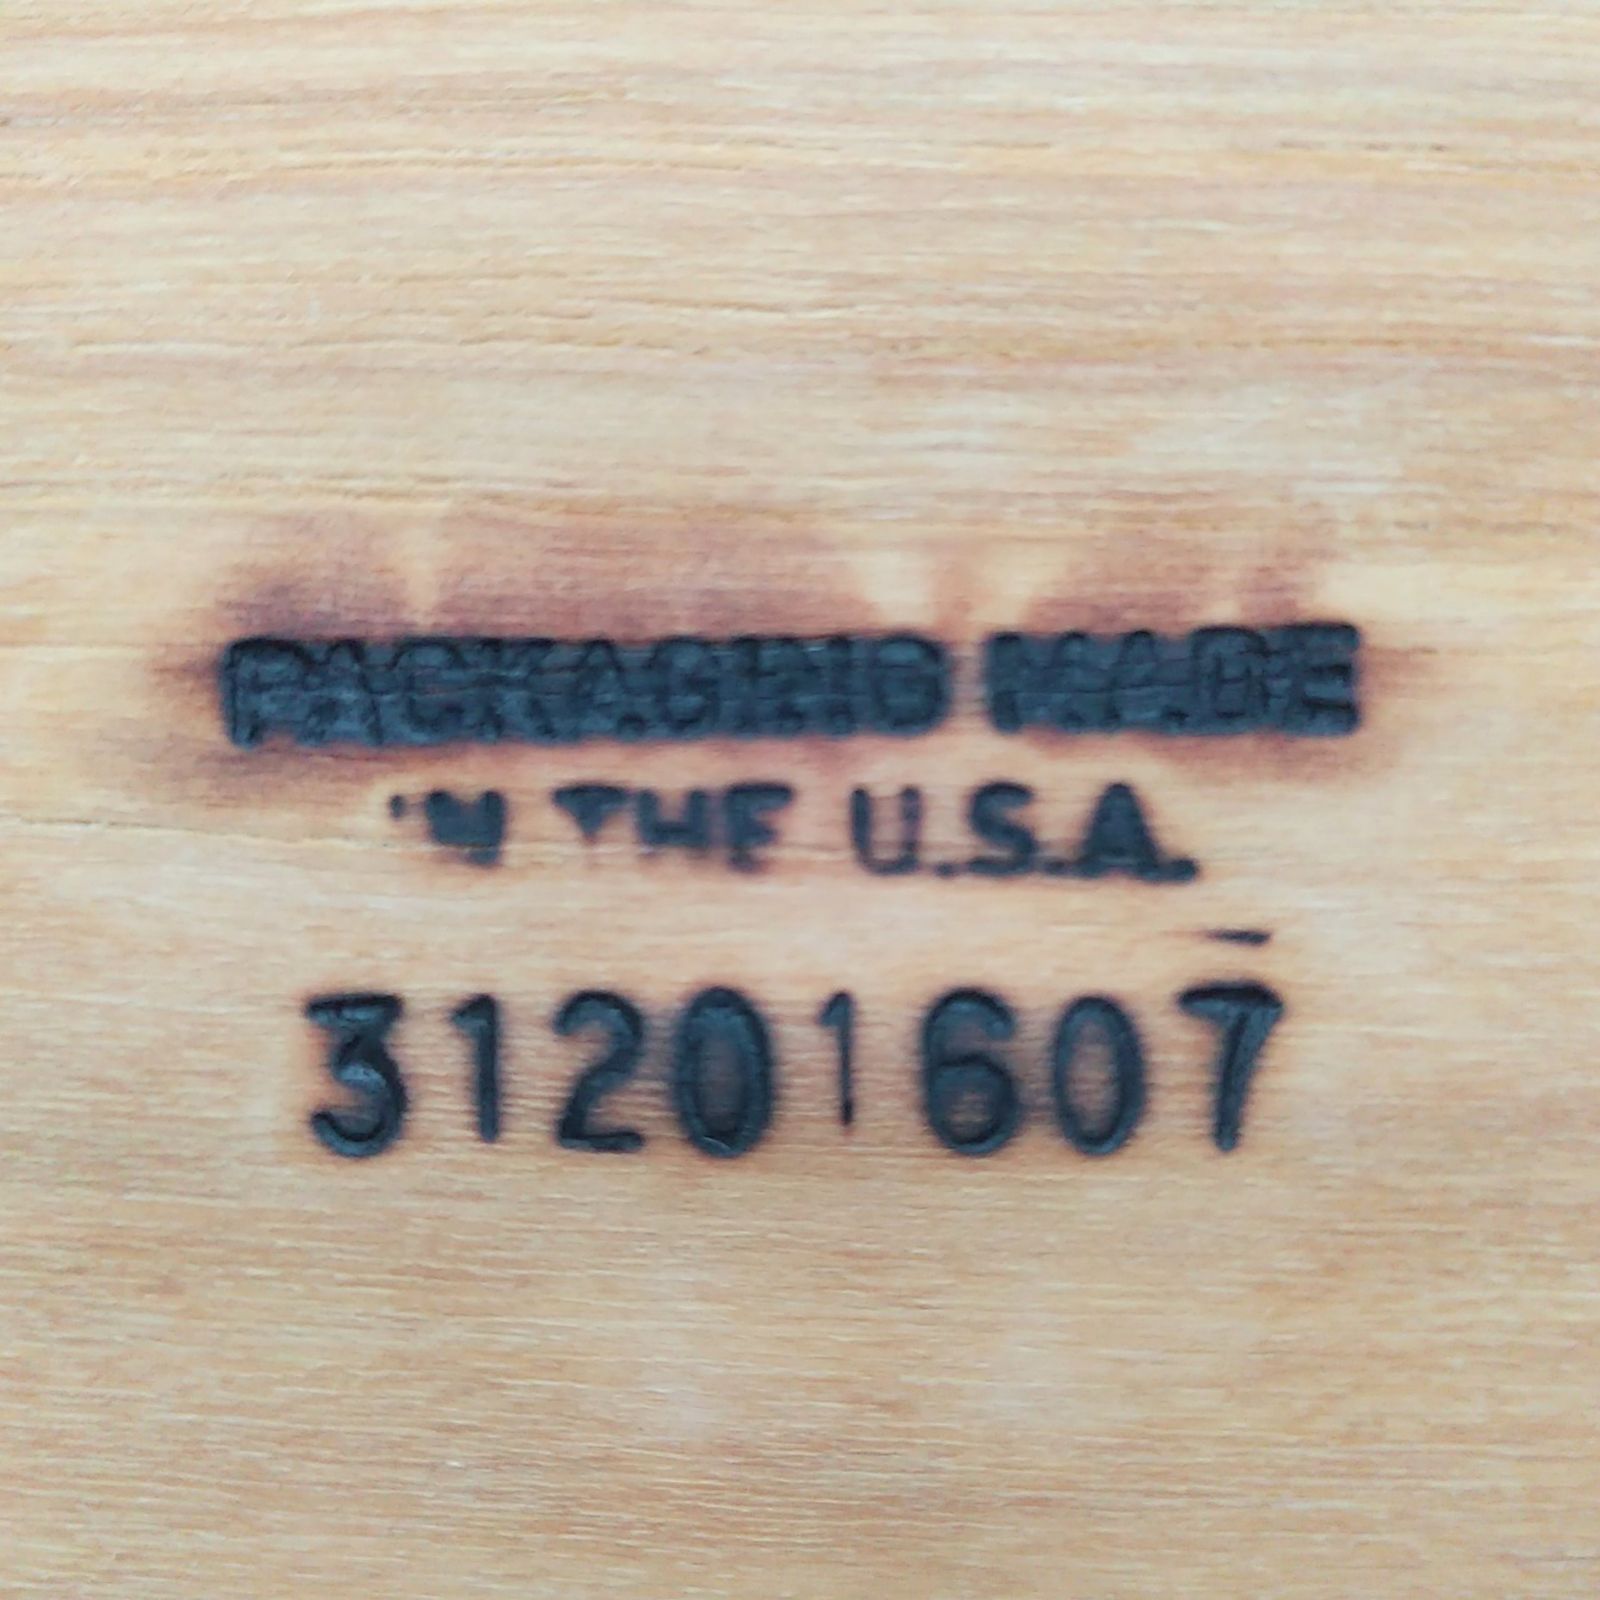 PACKAGING MADE
IN THE U.S.A.
31201607